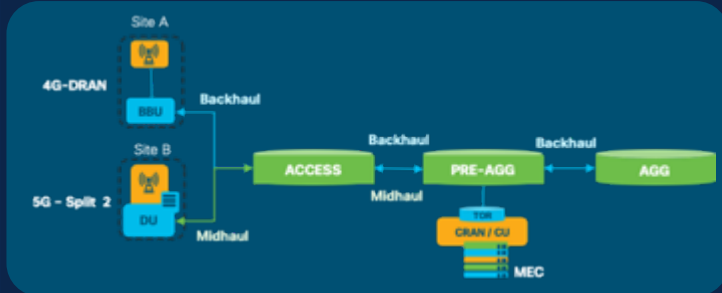 Site A
4G-DRAN
BBU
Backhaul
Site B
5G - Split 2
DU
Midhaul
ACCESS
Backhaul
Midhaul
PRE-AGG
Backhaul
AGG
TOR
CRAN / CU
MEC